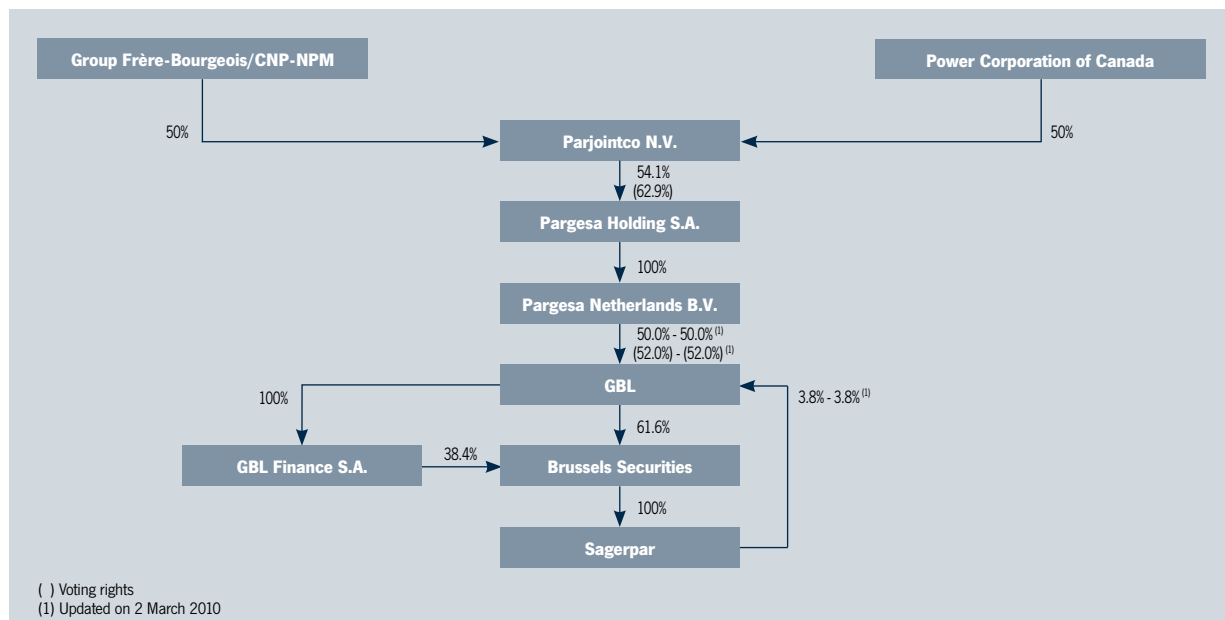 Group Frère-Bourgeois/CNP-NPM
Power Corporation of Canada
50%
50%
Parjointco N.V.
54.1%
(62.9%)
Pargesa Holding S.A.
100%
Pargesa Netherlands B.V.
50.0% - 50.0% (1)
(52.0%) - (52.0%) (1)
GBL
100%
3.8% - 3.8% (1)
61.6%
GBL Finance S.A.
38.4%
Brussels Securities
100%
Sagerpar
( ) Voting rights
(1) Updated on 2 March 2010